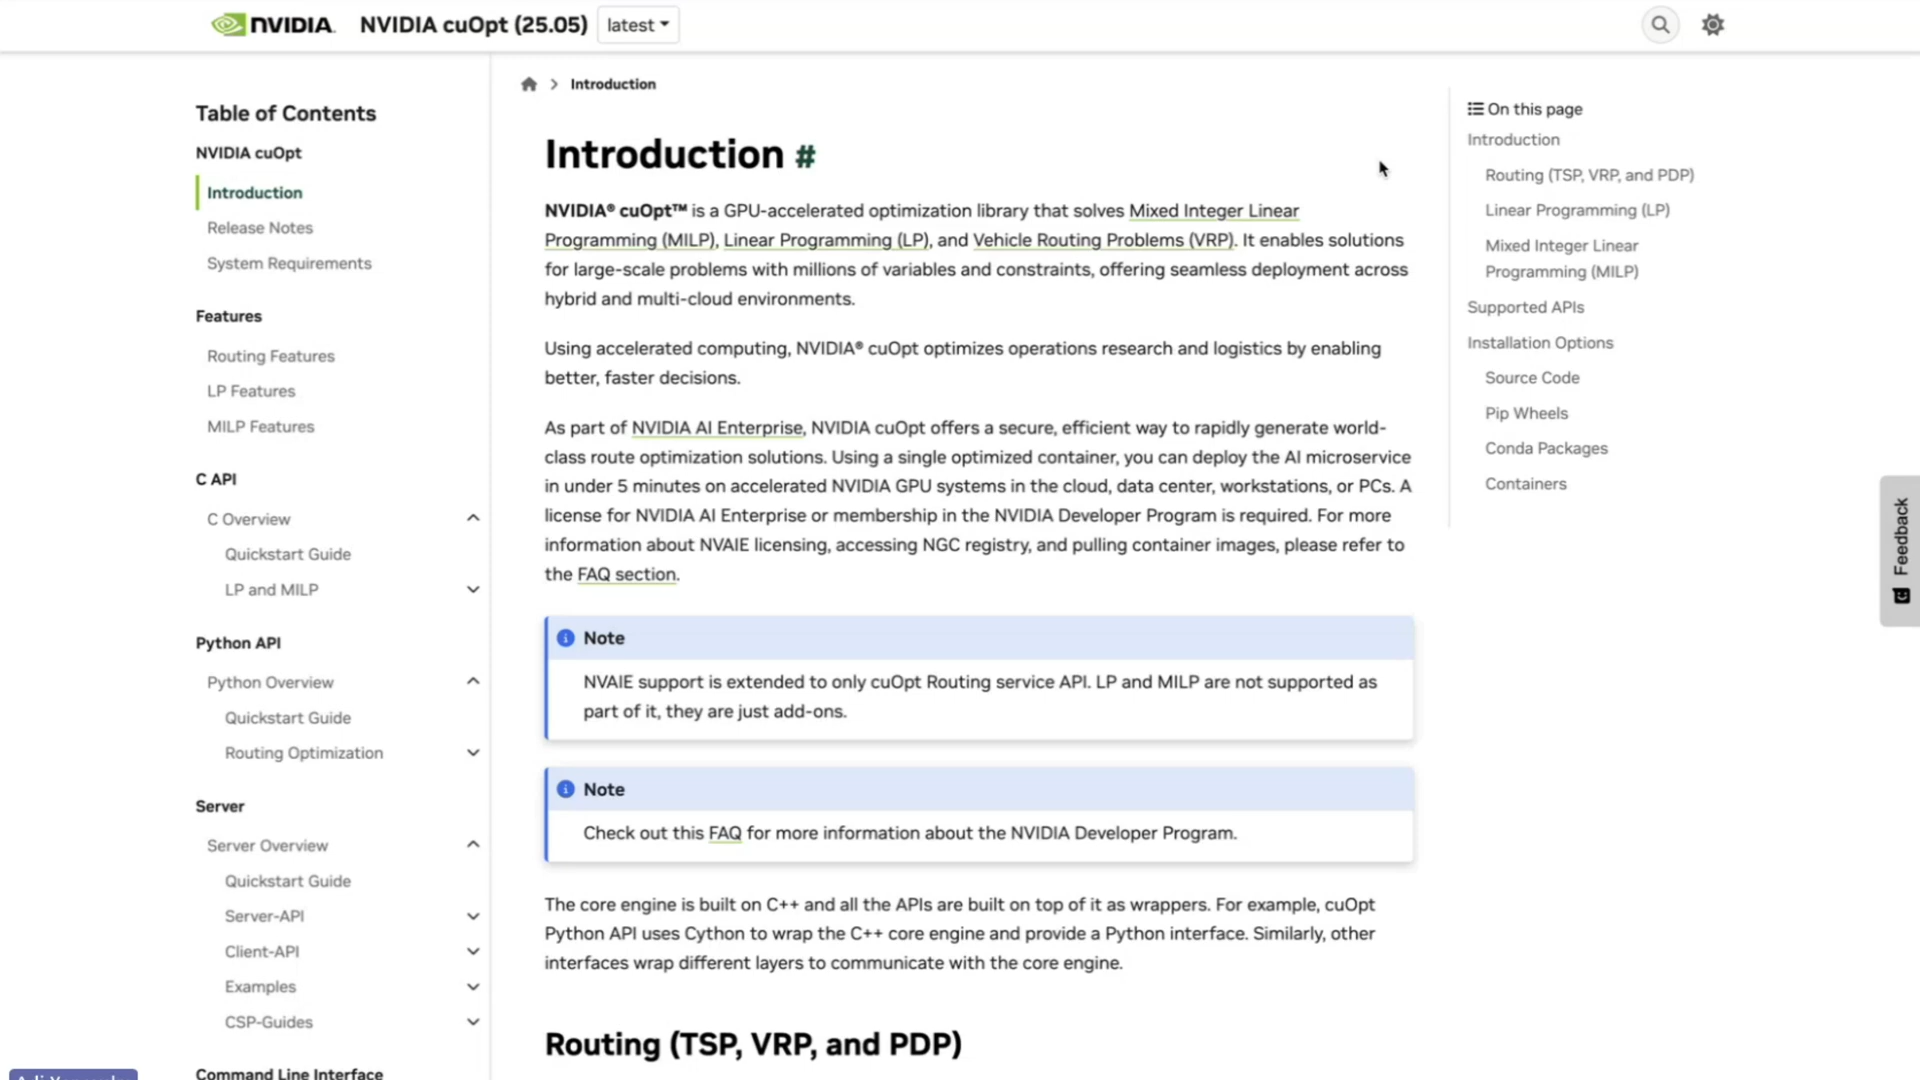 NVIDIA.
NVIDIA cuOpt (25.05)
latest
Table of Contents
NVIDIA cuOpt
Introduction
Release Notes
System Requirements
Features
Routing Features
LP Features
MILP Features
C API
C Overview
Quickstart Guide
LP and MILP
Python API
Python Overview
Quickstart Guide
Routing Optimization
Server
Server Overview
Quickstart Guide
Server-API
Client-API
Examples
CSP-Guides
Command Line Interface
Introduction
Introduction #
NVIDIA® cuOpt™ is a GPU-accelerated optimization library that solves Mixed Integer Linear
Programming (MILP), Linear Programming (LP), and Vehicle Routing Problems (VRP). It enables solutions
for large-scale problems with millions of variables and constraints, offering seamless deployment across
hybrid and multi-cloud environments.
Using accelerated computing, NVIDIA® cuOpt optimizes operations research and logistics by enabling
better, faster decisions.
As part of NVIDIA AI Enterprise, NVIDIA cuOpt offers a secure, efficient way to rapidly generate world-
class route optimization solutions. Using a single optimized container, you can deploy the AI microservice
in under 5 minutes on accelerated NVIDIA GPU systems in the cloud, data center, workstations, or PCs. A
license for NVIDIA AI Enterprise or membership in the NVIDIA Developer Program is required. For more
information about NVAIE licensing, accessing NGC registry, and pulling container images, please refer to
the FAQ section.
Note
NVAIE support is extended to only cuOpt Routing service API. LP and MILP are not supported as
part of it, they are just add-ons.
Note
Check out this FAQ for more information about the NVIDIA Developer Program.
The core engine is built on C++ and all the APIs are built on top of it as wrappers. For example, cuOpt
Python API uses Cython to wrap the C++ core engine and provide a Python interface. Similarly, other
interfaces wrap different layers to communicate with the core engine.
Routing (TSP, VRP, and PDP)
On this page
Introduction
Routing (TSP, VRP, and PDP)
Linear Programming (LP)
Mixed Integer Linear
Programming (MILP)
Supported APIs
Installation Options
Source Code
Pip Wheels
Conda Packages
Containers
Feedback